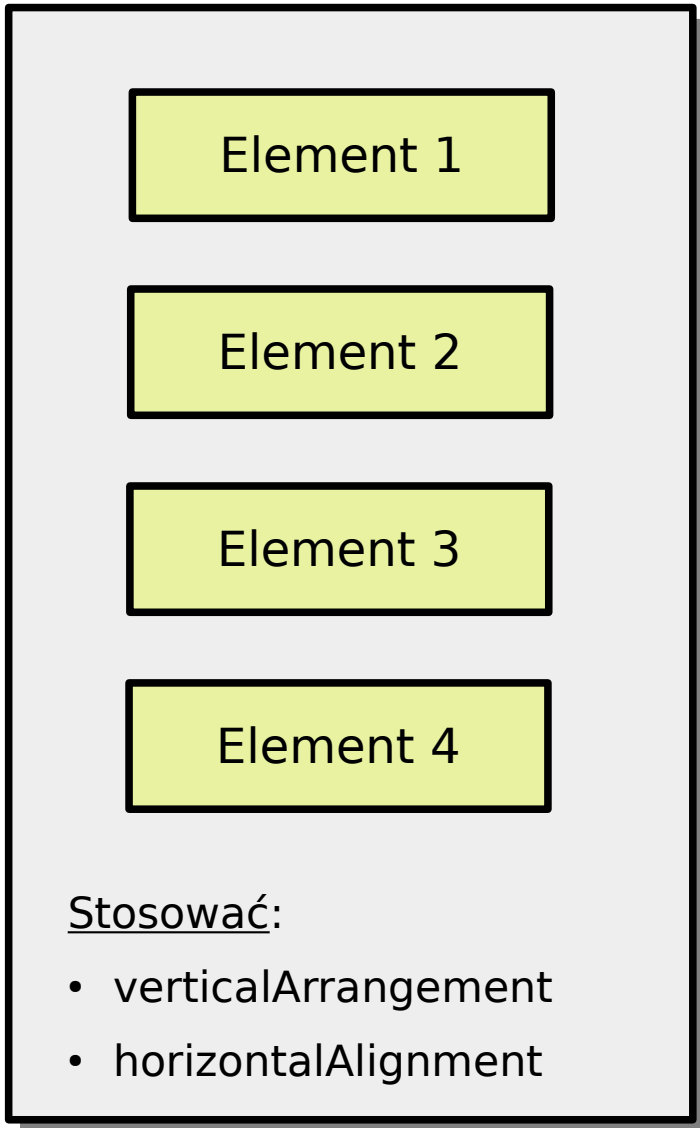 Element 1
Element 2
Element 3
Element 4
Stosować:
• verticalArrangement
• horizontalAlignment